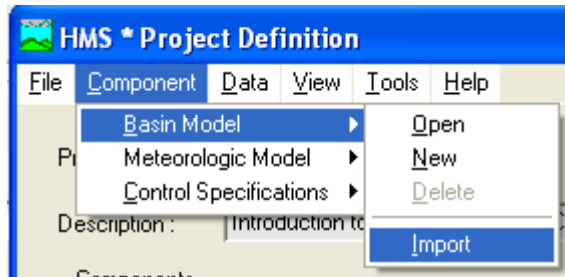 HMS * Project Definition
File Component Data View Tools Help
Basin Model Open
Meteorologic Model New
Control Specifications Delete
Description : Introduction to
Import